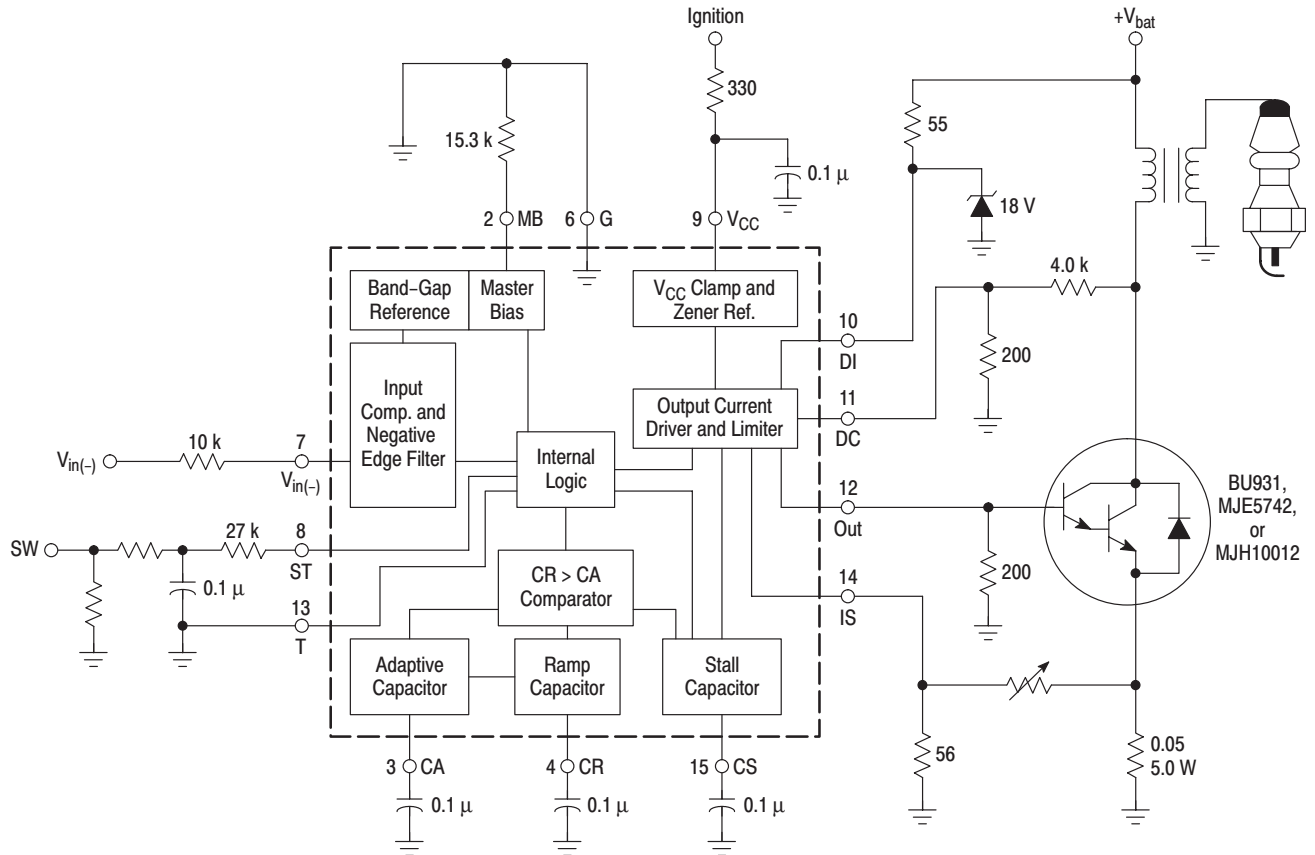 Ignition
+Vbat
330
55
15.3 k
0.1 µ
18 V
2 MB
6 G
9 VCC
4.0 k
Band–Gap
Reference
Master
Bias
VCC Clamp and
Zener Ref.
10
DI
200
Input
Comp. and
Negative
Edge Filter
Output Current
Driver and Limiter
11
DC
Vin(–)
10 k
7
Vin(–)
Internal
Logic
12
Out
BU931,
MJE5742,
or
MJH10012
SW
27 k
8
ST
0.1 µ
200
13
T
CR > CA
Comparator
14
IS
Adaptive
Capacitor
Ramp
Capacitor
Stall
Capacitor
56
0.05
5.0 W
3 CA
4 CR
15 CS
0.1 µ
0.1 µ
0.1 µ